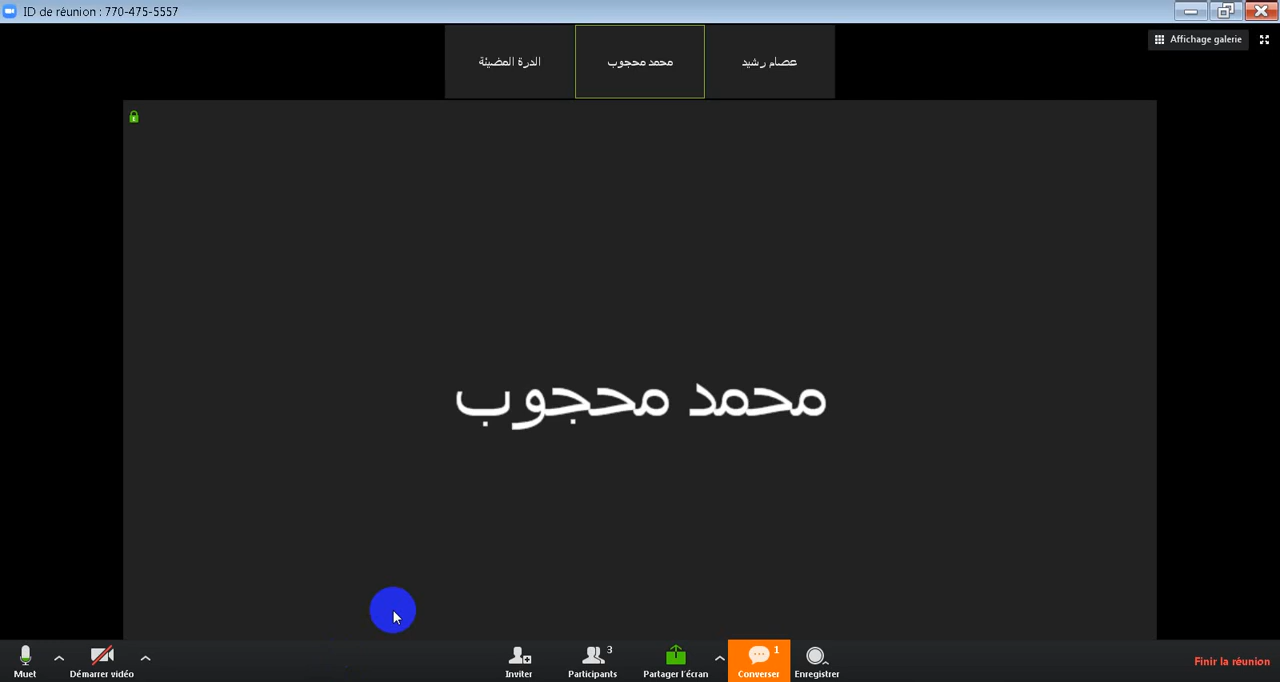 ID de réunion : 770-475-5557
Affichage galerie
الدرة المضيئة
محمد محجوب
عصام رشيد
محمد محجوب
Muet
Démarrer vidéo
Inviter
3
Participants
Partager l'écran
1
Converser
Enregistrer
Finir la réunion